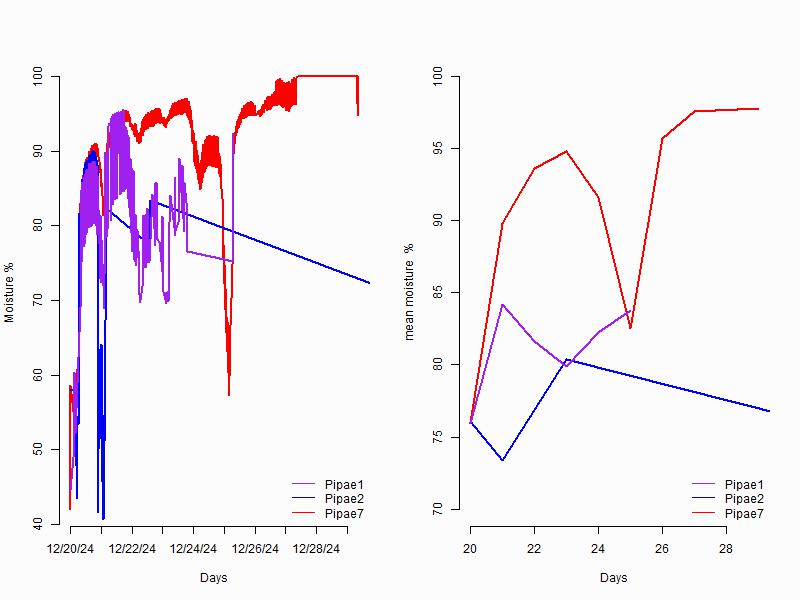 Moisture %
100
90
80
70
60
50
40
Pipae1
Pipae2
Pipae7
12/20/24 12/22/24 12/24/24 12/26/24 12/28/24
Days
mean moisture %
100
95
90
85
80
75
70
Pipae1
Pipae2
Pipae7
20 22 24 26 28
Days